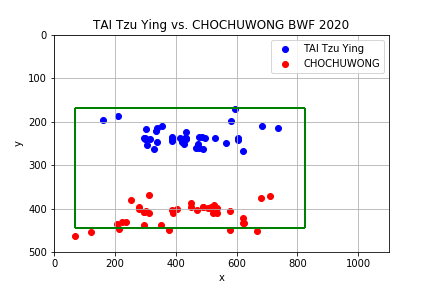 TAI Tzu Ying vs. CHOCHUWONG BWF 2020
TAI Tzu Ying
CHOCHUWONG
0
100
200
300
400
500
y
0 200 400 600 800 1000
x